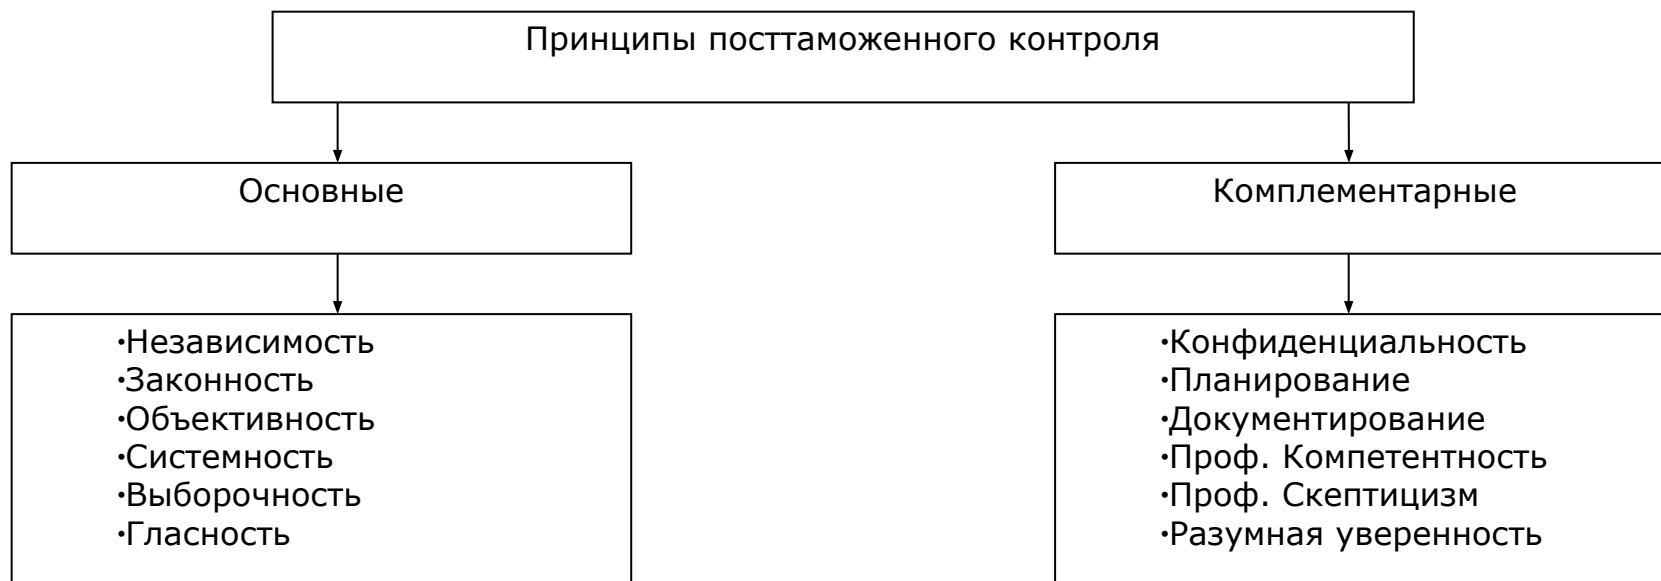 Принципы посттаможенного контроля
Основные
Комплементарные
·Независимость
·Законность
·Объективность
·Системность
·Выборочность
·Гласность
·Конфиденциальность
·Планирование
·Документирование
·Проф. Компетентность
·Проф. Скептицизм
·Разумная уверенность